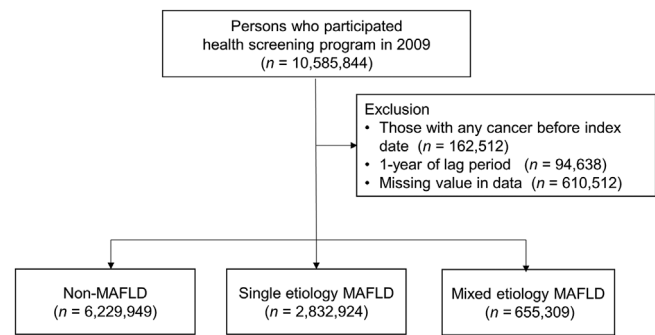 Persons who participated
health screening program in 2009
(n = 10,585,844)
Exclusion
• Those with any cancer before index
date (n = 162,512)
• 1-year of lag period (n = 94,638)
• Missing value in data (n = 610,512)
Non-MAFLD
(n = 6,229,949)
Single etiology MAFLD
(n = 2,832,924)
Mixed etiology MAFLD
(n = 655,309)